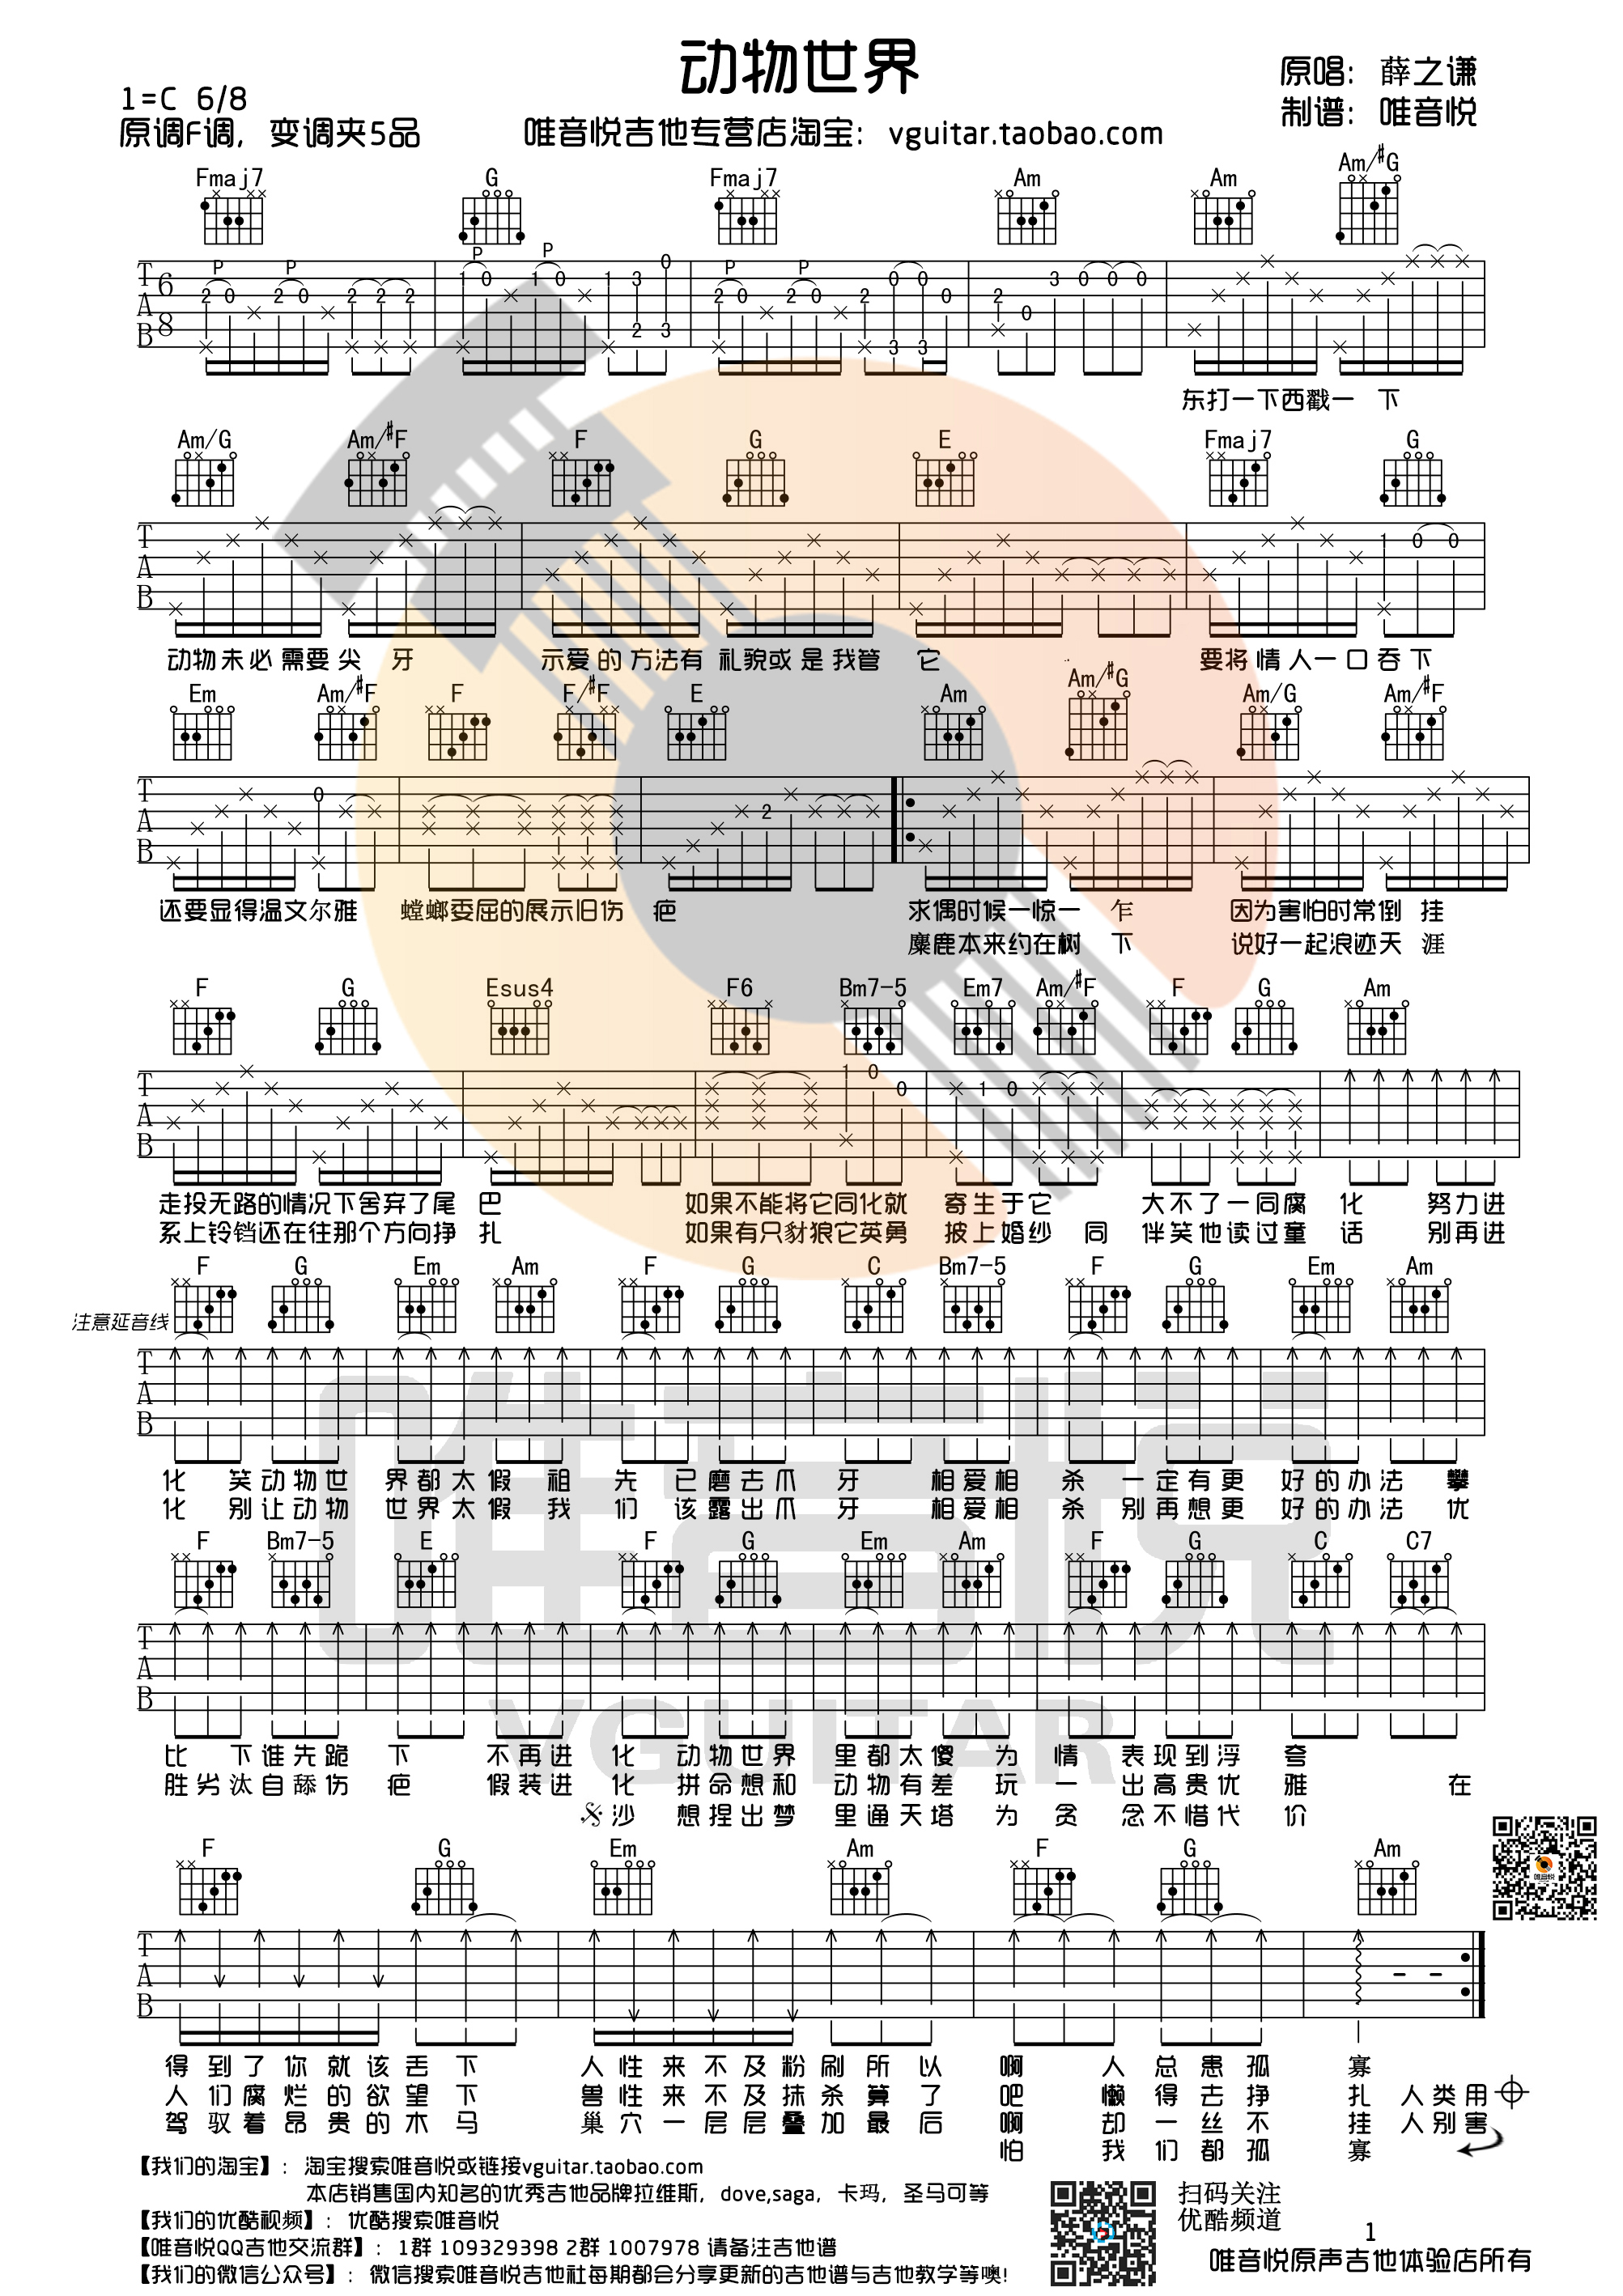 动物世界
1=C 6/8
原调F调，变调夹5品
唯音悦吉他专营店淘宝：vguitar.taobao.com
原唱：薛之谦
制谱：唯音悦
Fmaj7 G Fmaj7 Am Am Am/#G
东打一下西戳一 下
Am/G Am/#F F G E Fmaj7 G
动物未必需要尖 牙 示爱的方法有礼貌或是我管 它 要将情人一口吞下
Em Am/#F F F/#F E Am Am/#G Am/G Am/#F
还要显得温文尔雅 螳螂委屈的展示旧伤 疤 求偶时候一惊一 乍 因为害怕时常倒 挂
麋鹿本来约在树 下 说好一起浪迹天 涯
F G Esus4 F6 Bm7-5 Em7 Am/#F F G Am
走投无路的情况下舍弃了尾 巴 如果不能将它同化就 寄生于它 大不了一同腐 化 努力进
系上铃铛还在往那个方向挣 扎 如果有只豺狼它英勇 披上婚纱 同 伴笑他读过童 话 别再进
F G Em Am F G C Bm7-5 F G Em Am
注意延音线
化 笑动物世 界都太假 祖 先 已磨去爪 牙 相爱相 杀 一定有更 好的办法 攀
化 别让动物 世界太假 我 们 该露出爪 牙 相爱相 杀 别再想更 好的办法 优
F Bm7-5 E F G Em Am F G C C7
比 下谁先跪 下 不再进 化 动物世界 里都太傻 为 情 表现到浮 夸
胜劣汰自舔伤 疤 假装进 化 拼命想和 动物有差 玩 一 出高贵优 雅 在
沙 想捏出梦 里通天塔 为 贪 念不惜代 价
F G Em Am F G Am
得到了你就该丢下 人性来不及粉刷所以 啊 人总患孤 寡
人们腐烂的欲望下 兽性来不及抹杀算了 吧 懒得去挣 扎 人类用
驾驭着昂贵的木马 巢穴一层层叠加最后 啊 却一丝不 挂 人别害
怕 我们都孤 寡
【我们的淘宝】：淘宝搜索唯音悦或链接vguitar.taobao.com
本店销售国内知名的优秀吉他品牌拉维斯，dove,saga，卡玛，圣马可等
【我们的优酷视频】：优酷搜索唯音悦
【唯音悦QQ吉他交流群】：1群 109329398 2群 1007978 请备注吉他谱
【我们的微信公众号】：微信搜索唯音悦吉他社每期都会分享更新的吉他谱与吉他教学等噢!
扫码关注
优酷频道
1
唯音悦原声吉他体验店所有
唯音悦
VGUITAR